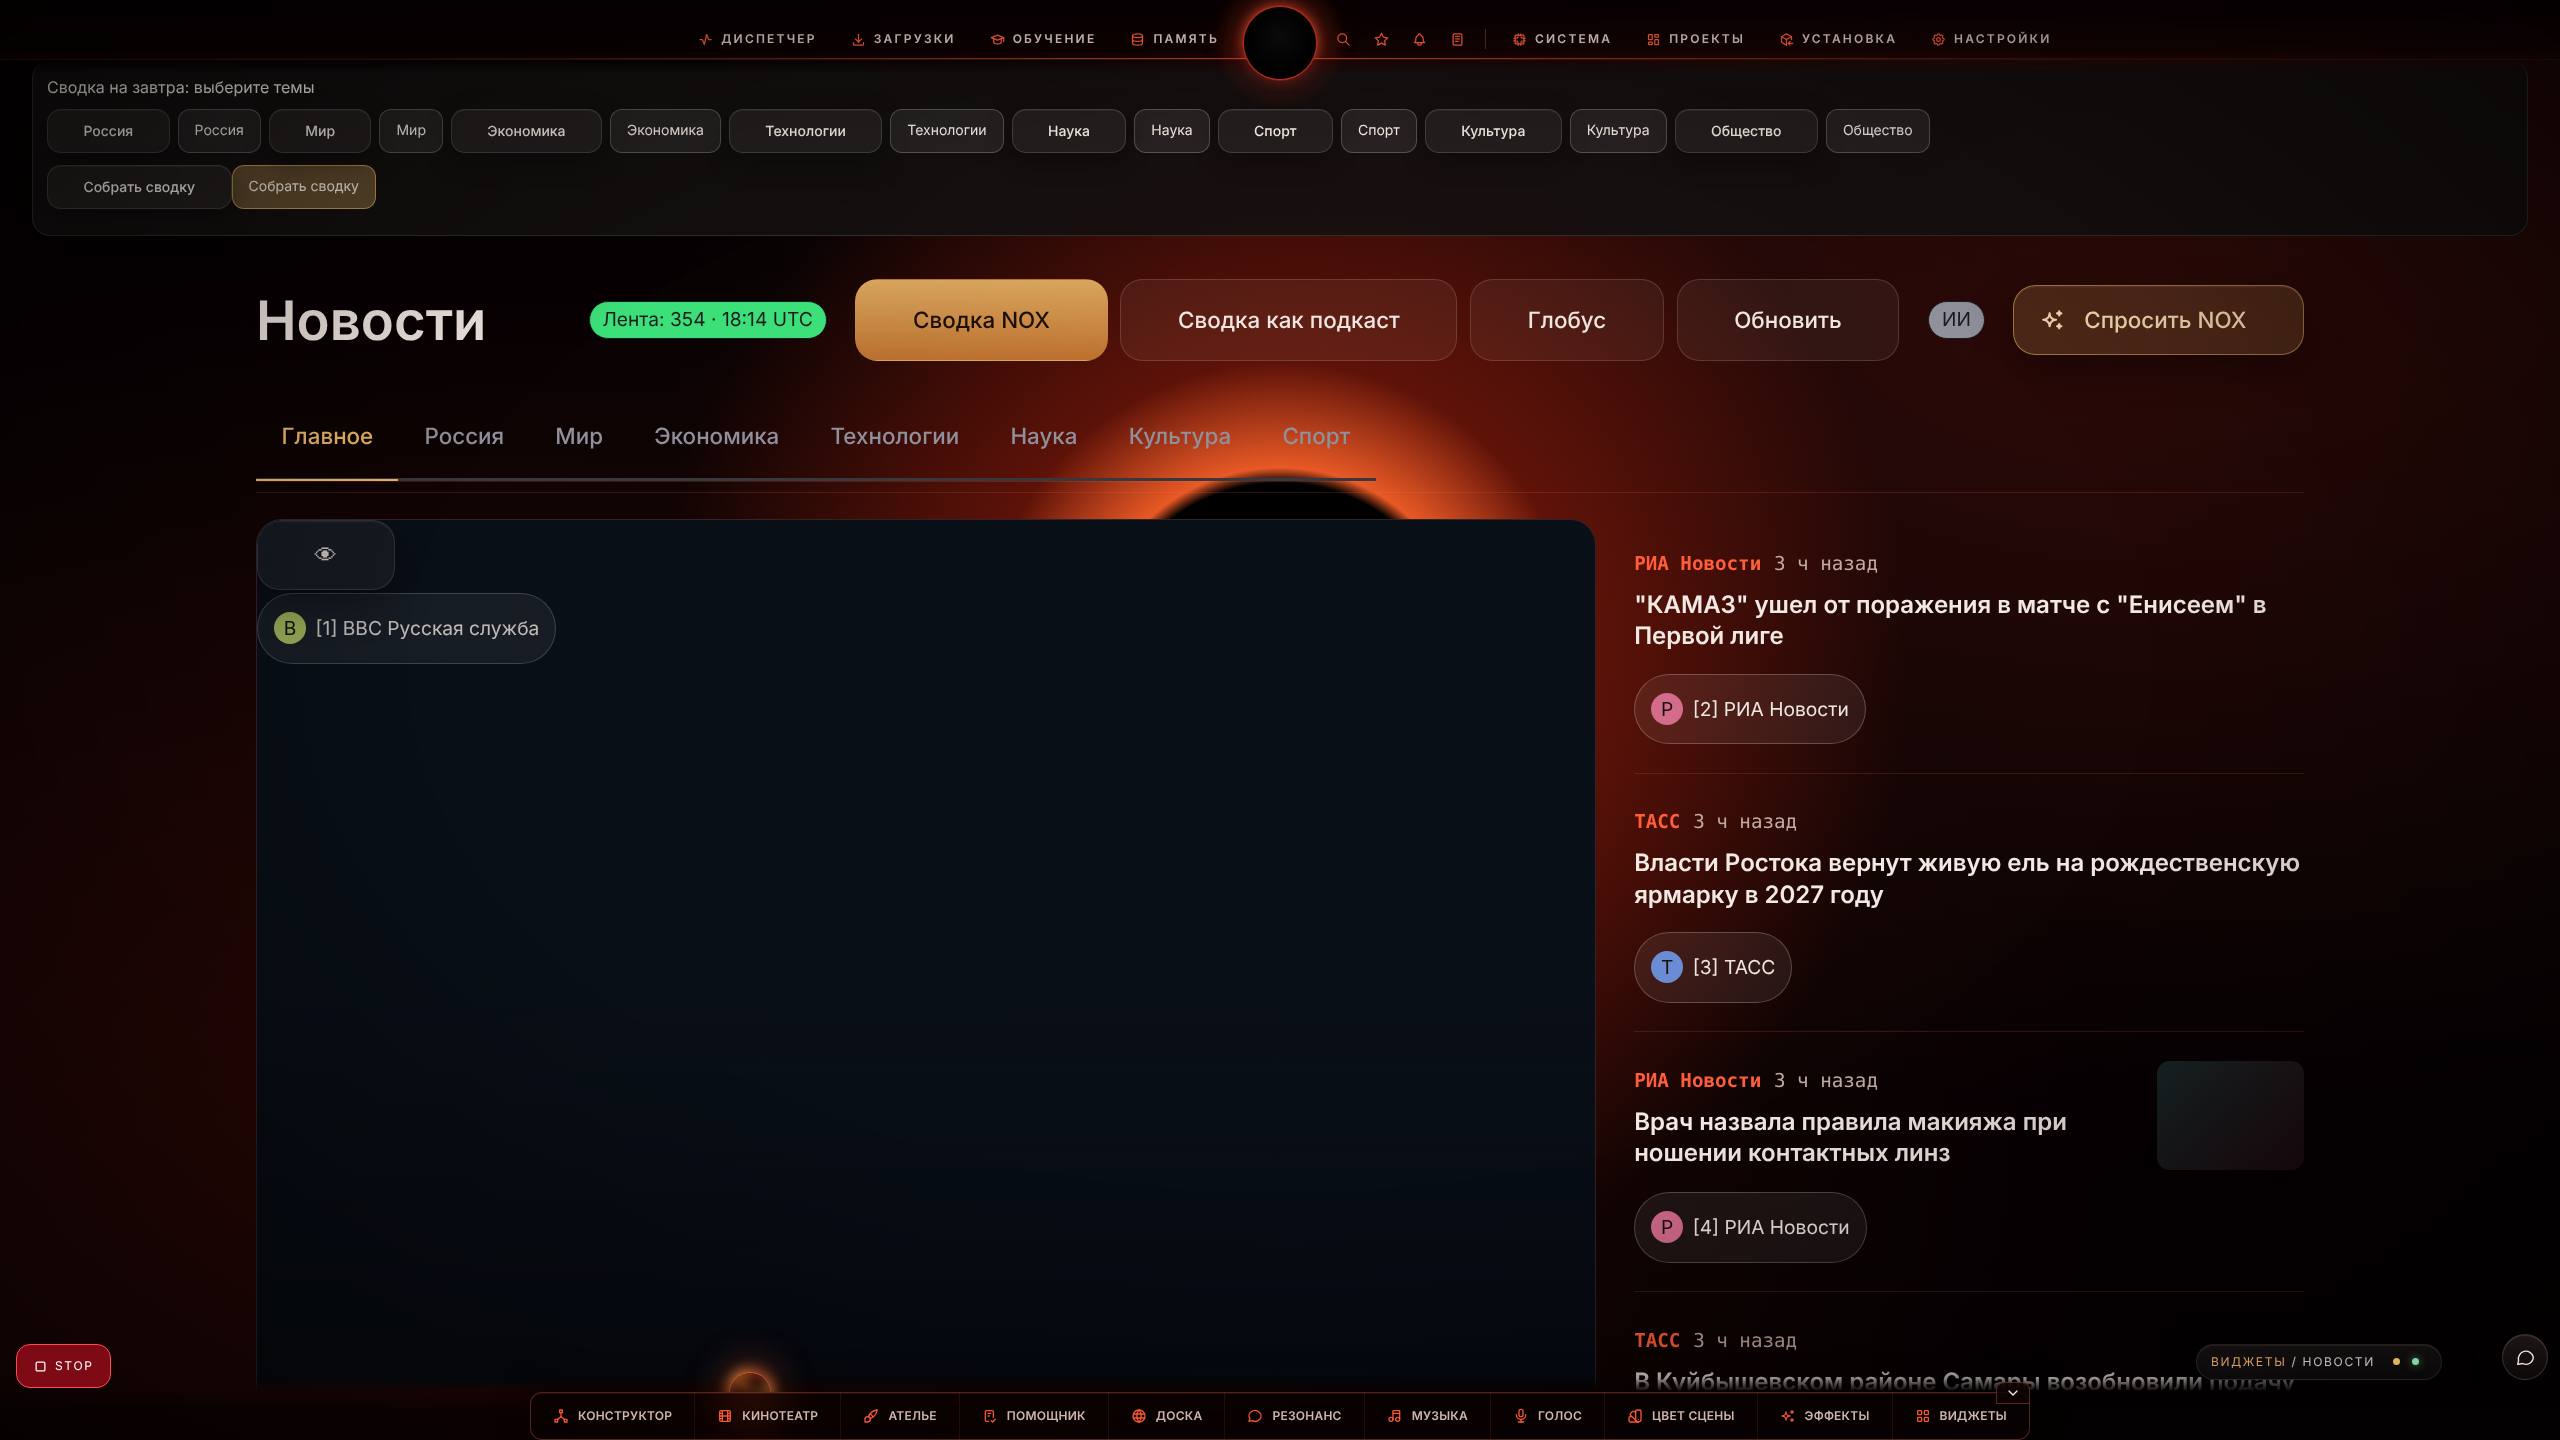 ДИСПЕТЧЕР ЗАГРУЗКИ ОБУЧЕНИЕ ПАМЯТЬ СИСТЕМА ПРОЕКТЫ УСТАНОВКА НАСТРОЙКИ
Сводка на завтра: выберите темы
Россия Россия Мир Мир Экономика Экономика Технологии Технологии Наука Наука Спорт Спорт Культура Культура Общество Общество
Собрать сводку Собрать сводку
Новости Лента: 354 · 18:14 UTC Сводка NOX Сводка как подкаст Глобус Обновить ИИ Спросить NOX
Главное Россия Мир Экономика Технологии Наука Культура Спорт
B [1] BBC Русская служба
РИА Новости 3 ч назад
"КАМАЗ" ушел от поражения в матче с "Енисеем" в
Первой лиге
Р [2] РИА Новости
ТАСС 3 ч назад
Власти Ростока вернут живую ель на рождественскую
ярмарку в 2027 году
Т [3] ТАСС
РИА Новости 3 ч назад
Врач назвала правила макияжа при
ношении контактных линз
Р [4] РИА Новости
ТАСС 3 ч назад
В Куйбышевском районе Самары возобновили подачу
STOP
ВИДЖЕТЫ / НОВОСТИ
КОНСТРУКТОР КИНОТЕАТР АТЕЛЬЕ ПОМОЩНИК ДОСКА РЕЗОНАНС МУЗЫКА ГОЛОС ЦВЕТ СЦЕНЫ ЭФФЕКТЫ ВИДЖЕТЫ